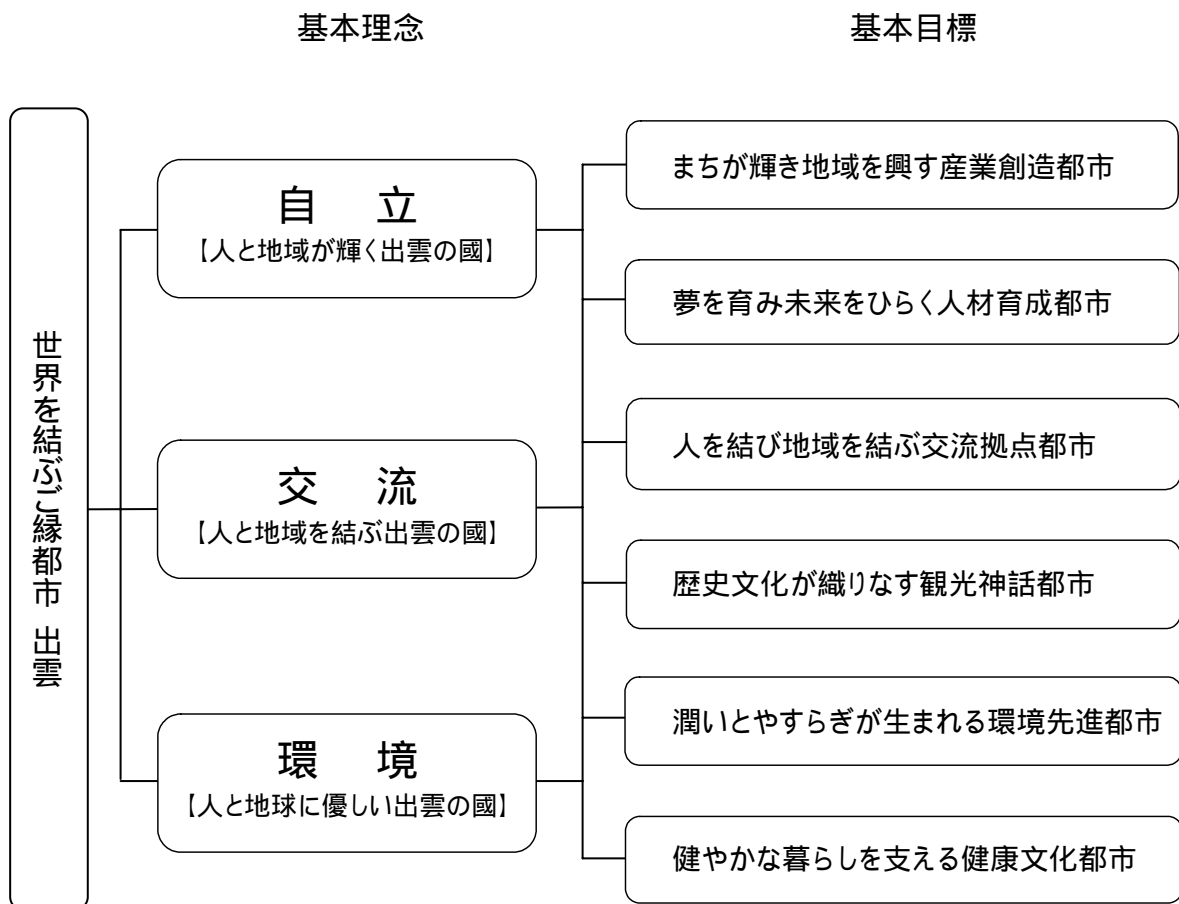 基本理念
基本目標
世界を結ぶご縁都市 出雲
自 立
【人と地域が輝く出雲の國】
交 流
【人と地域を結ぶ出雲の國】
環 境
【人と地球に優しい出雲の國】
まちが輝き地域を興す産業創造都市
夢を育み未来をひらく人材育成都市
人を結び地域を結ぶ交流拠点都市
歴史文化が織りなす観光神話都市
潤いとやすらぎが生まれる環境先進都市
健やかな暮らしを支える健康文化都市